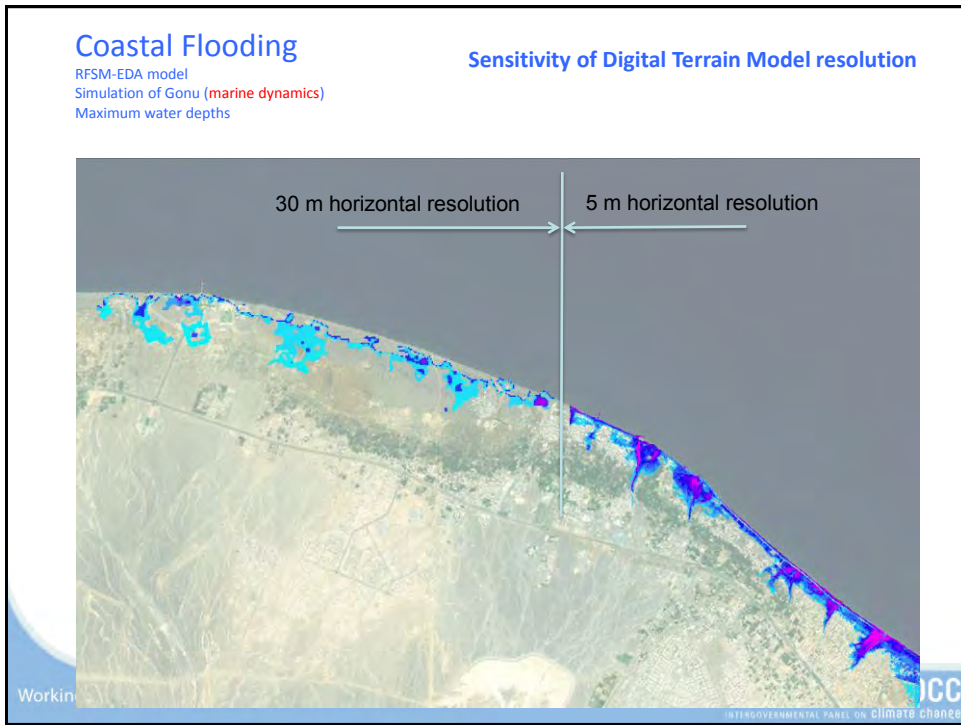 Coastal Flooding
RFSM-EDA model
Simulation of Gonu (marine dynamics)
Maximum water depths
Sensitivity of Digital Terrain Model resolution
30 m horizontal resolution
5 m horizontal resolution
INTERGOVERNMENTAL PANEL ON climate change